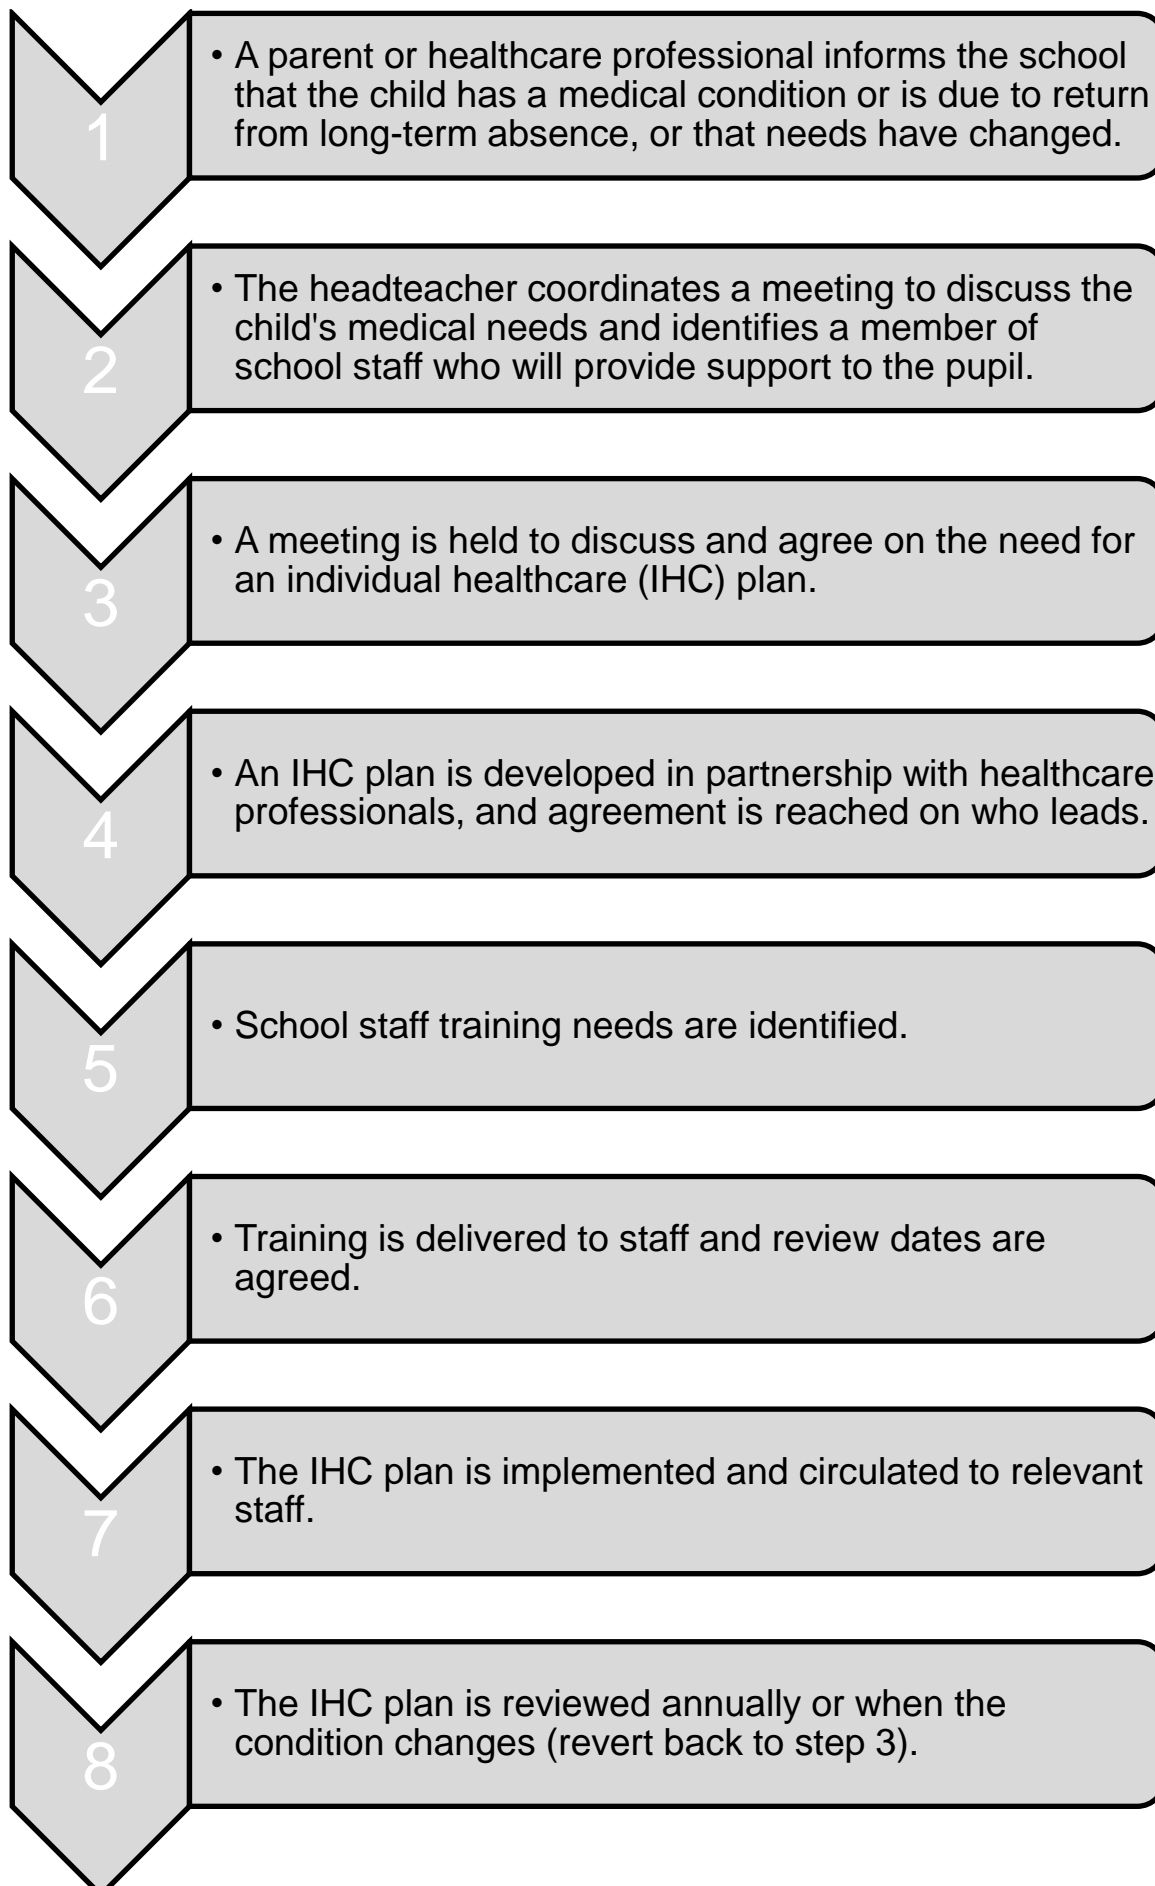 1
• A parent or healthcare professional informs the school
that the child has a medical condition or is due to return
from long-term absence, or that needs have changed.
2
• The headteacher coordinates a meeting to discuss the
child's medical needs and identifies a member of
school staff who will provide support to the pupil.
3
• A meeting is held to discuss and agree on the need for
an individual healthcare (IHC) plan.
4
• An IHC plan is developed in partnership with healthcare
professionals, and agreement is reached on who leads.
5
• School staff training needs are identified.
6
• Training is delivered to staff and review dates are
agreed.
7
• The IHC plan is implemented and circulated to relevant
staff.
8
• The IHC plan is reviewed annually or when the
condition changes (revert back to step 3).